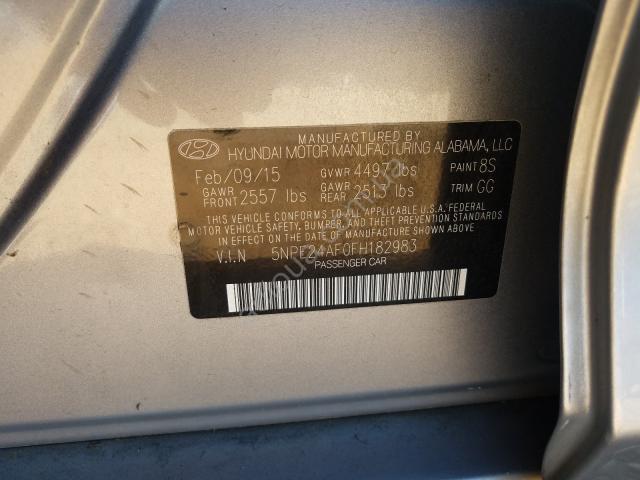 MANUFACTURED BY
HYUNDAI MOTOR MANUFACTURING ALABAMA, LLC
Feb/09/15 GVWR 4497 lbs PAINT 8S
GAWR FRONT 2557 lbs GAWR REAR 2517 lbs TRIM GG
THIS VEHICLE CONFORMS TO ALL APPLICABLE U.S.A. FEDERAL
MOTOR VEHICLE SAFETY, BUMPER, AND THEFT PREVENTION
STANDARDS IN EFFECT ON THE DATE OF MANUFACTURE
SHOWN ABOVE.
V.I.N 5NPE24AF0FH182983
PASSENGER CAR